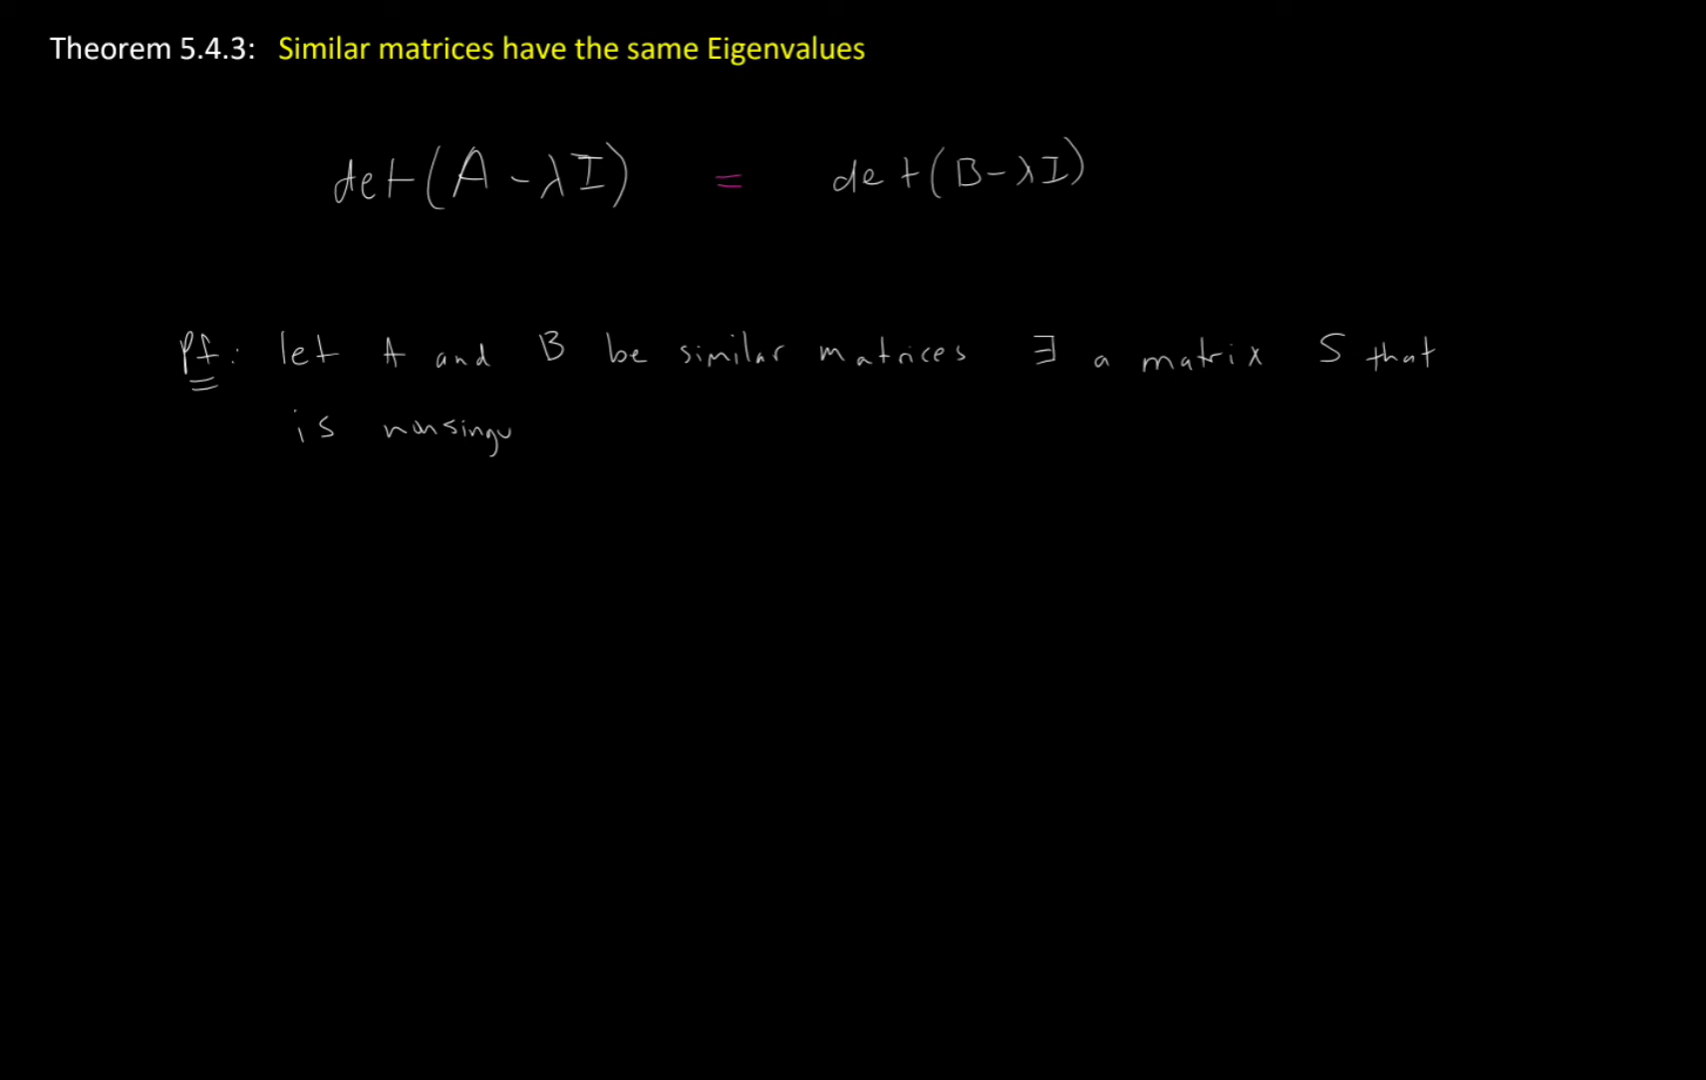 Theorem 5.4.3: Similar matrices have the same Eigenvalues
det(A - λI) = det(B - λI)
Pf: let A and B be similar matrices ∃ a matrix S that
is nonsingu